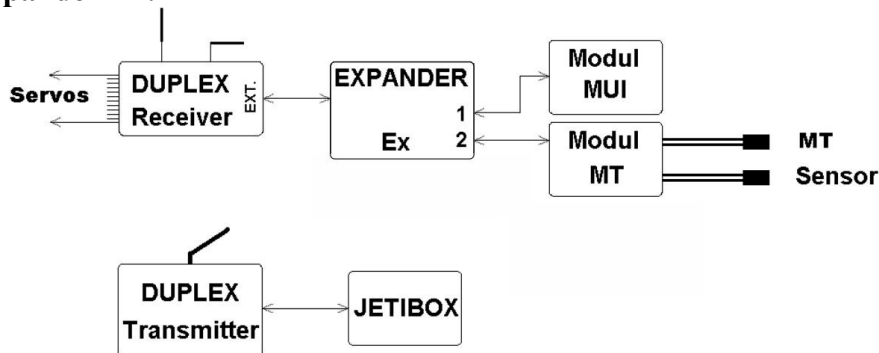 DUPLEX
Receiver
EXT.
Servos
EXPANDER
1
2
Ex
Modul
MUI
Modul
MT
MT
Sensor
DUPLEX
Transmitter
JETIBOX